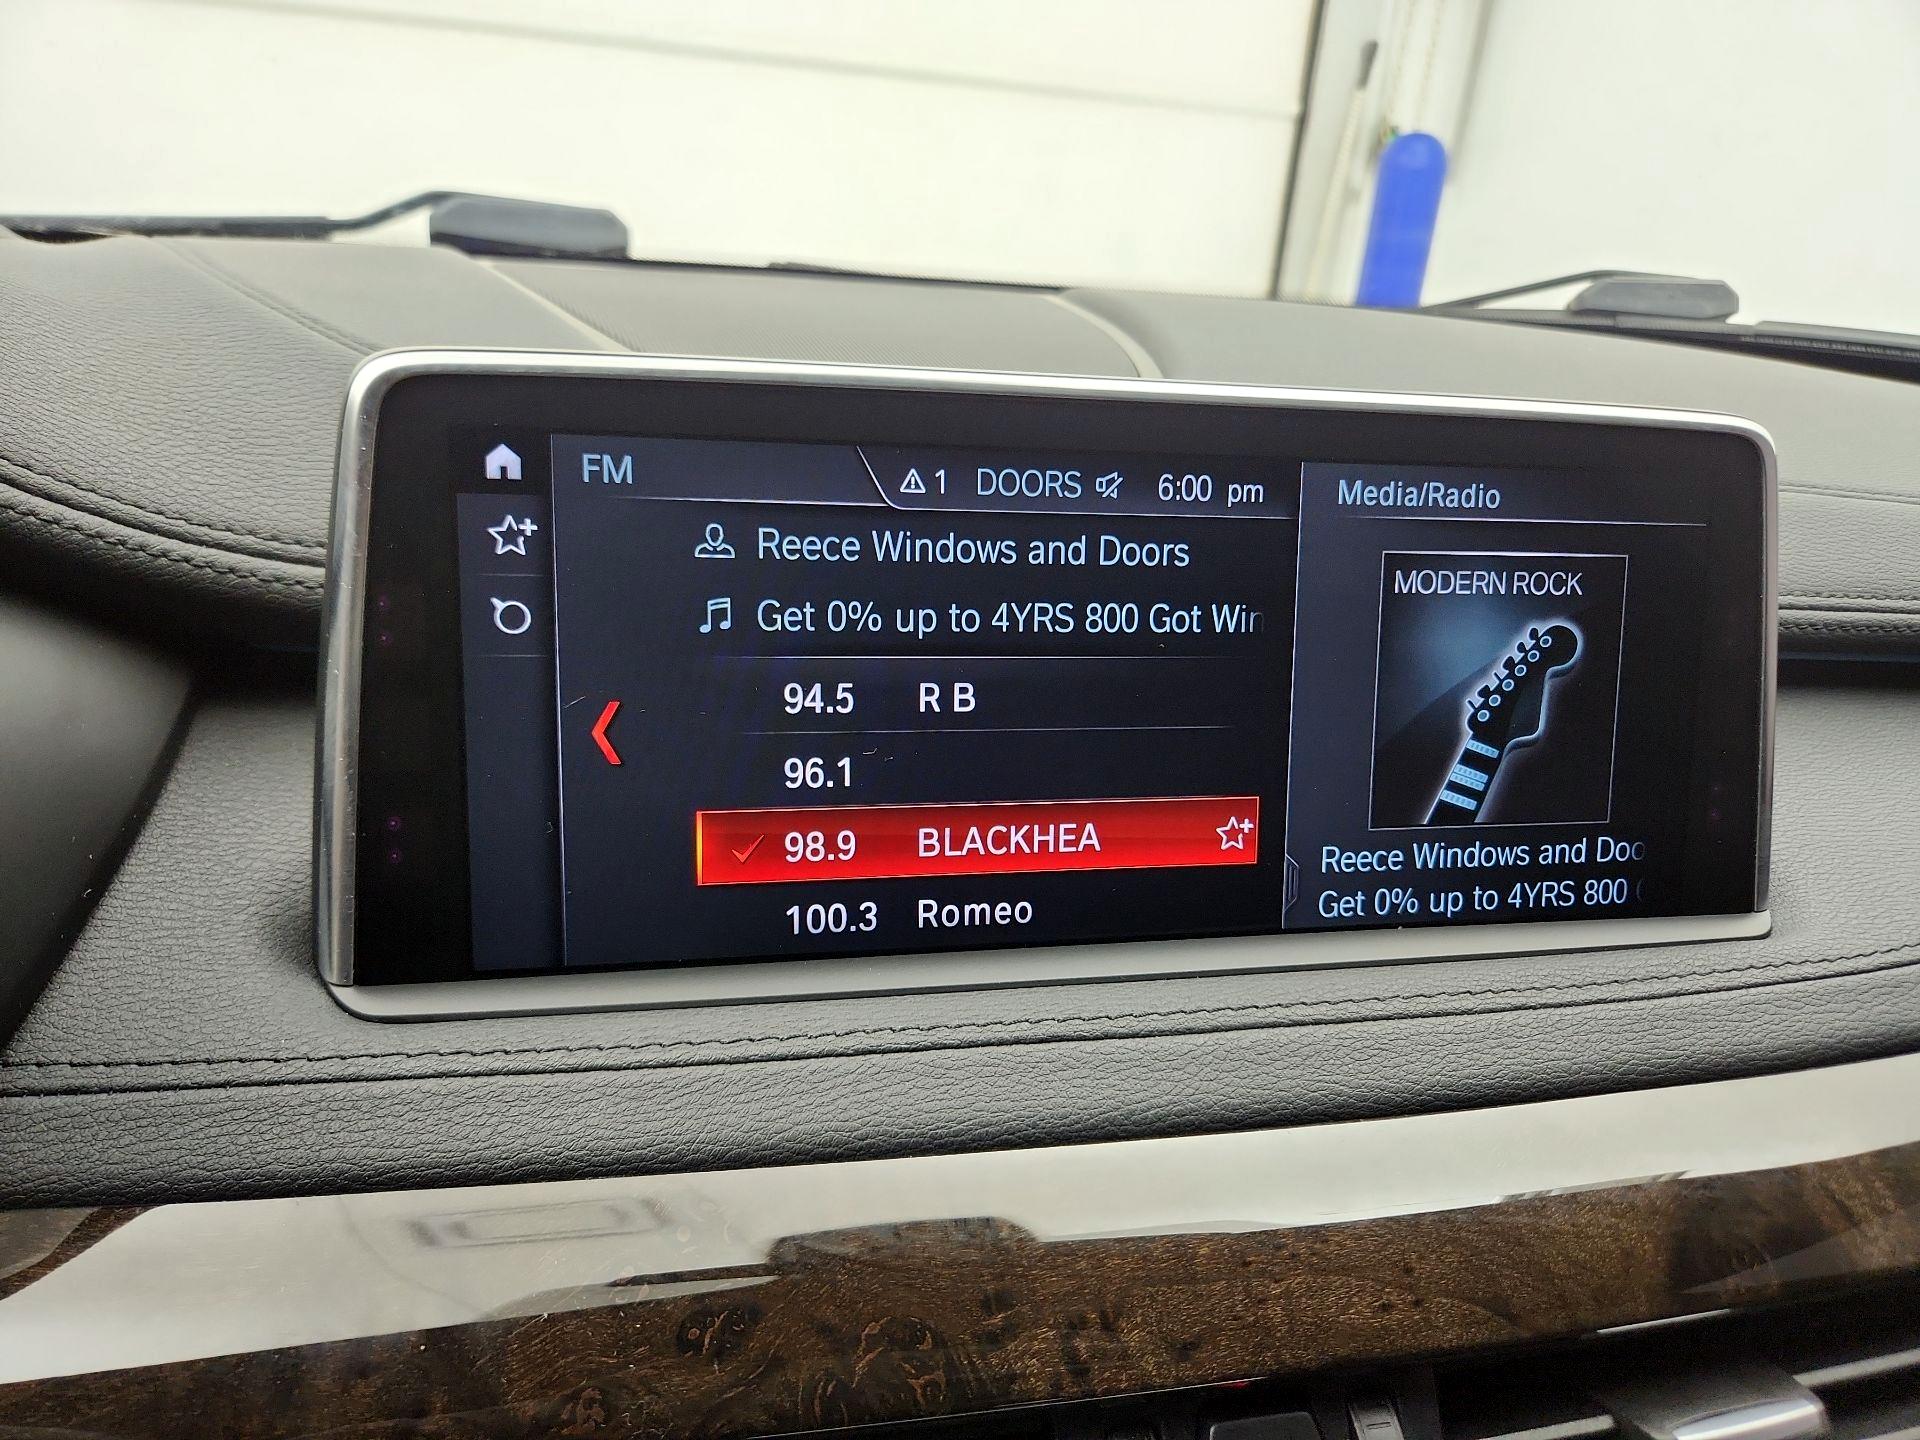 FM
1 DOORS 6:00 pm
Reece Windows and Doors
Get 0% up to 4YRS 800 Got Win
94.5 R B
96.1
98.9 BLACKHEA
100.3 Romeo
Media/Radio
MODERN ROCK
Reece Windows and Doo
Get 0% up to 4YRS 800